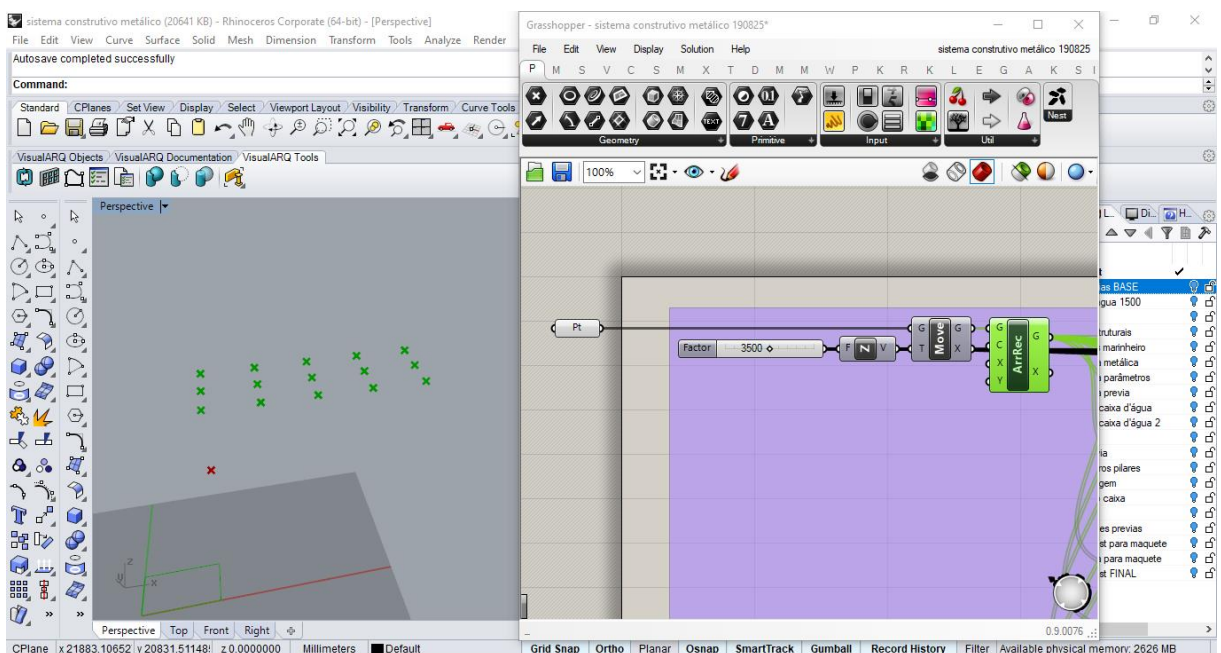 sistema construtivo metálico (20641 KB) - Rhinoceros Corporate (64-bit) - [Perspective]
File Edit View Curve Surface Solid Mesh Dimension Transform Tools Analyze Render
Autosave completed successfully
Command:
Standard CPlanes Set View Display Select Viewport Layout Visibility Transform Curve Tools
VisualARQ Objects VisualARQ Documentation VisualARQ Tools
Perspective
z
y
x
Perspective Top Front Right
CPlane x 21883.10652 y 20831.51148 z 0.0000000 Millimeters Default
Grasshopper - sistema construtivo metálico 190825*
File Edit View Display Solution Help sistema construtivo metálico 190825
P M S V C S M X T D M M W P K R K L E G A K S
TEXT
0.1
7 A
Nest
Geometry Primitive Input Util
100%
Pt
Factor 3500
F Z V
G T Move G X
G C X Y ArrRec G X
0.9.0076
L... Di... H...
as BASE
gua 1500
truturais
marinheiro
metálica
parâmetros
previa
caixa d'água
caixa d'água 2
ia
ros pilares
gem
caixa
es previas
st para maquete
para maquete
st FINAL
Grid Snap Ortho Planar Osnap SmartTrack Gumball Record History Filter Available physical memory: 2626 MB